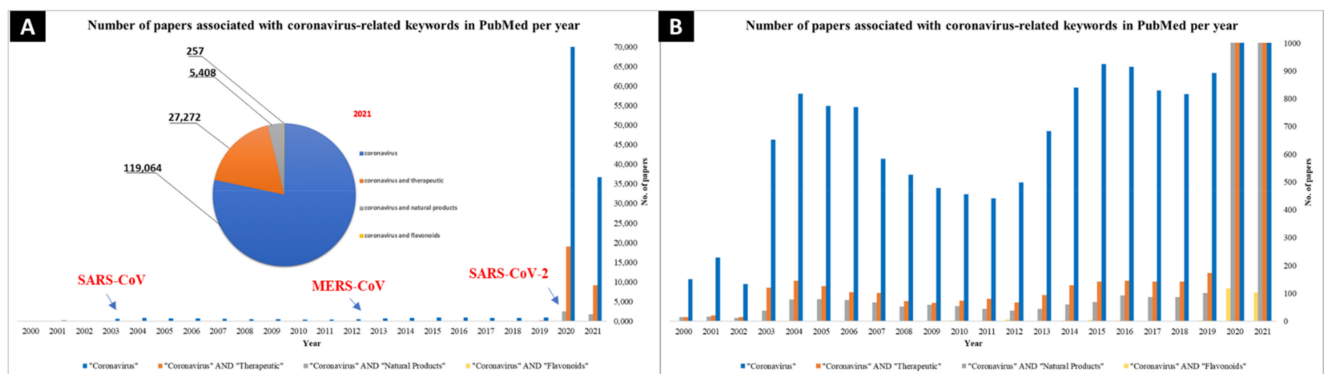 A
Number of papers associated with coronavirus-related keywords in PubMed per year
257
5,408
27,272
119,064
2021
coronavirus
coronavirus and therapeutic
coronavirus and natural products
coronavirus and flavonoids
SARS-CoV
MERS-CoV
SARS-CoV-2
70,000
65,000
60,000
55,000
50,000
45,000
40,000
35,000
30,000
25,000
20,000
15,000
10,000
5,000
0,000
No. of papers
2000 2001 2002 2003 2004 2005 2006 2007 2008 2009 2010 2011 2012 2013 2014 2015 2016 2017 2018 2019 2020 2021
Year
"Coronavirus" "Coronavirus" AND "Therapeutic" "Coronavirus" AND "Natural Products" "Coronavirus" AND "Flavonoids"
B
Number of papers associated with coronavirus-related keywords in PubMed per year
1000
900
800
700
600
500
400
300
200
100
0
No. of papers
2000 2001 2002 2003 2004 2005 2006 2007 2008 2009 2010 2011 2012 2013 2014 2015 2016 2017 2018 2019 2020 2021
Year
"Coronavirus" "Coronavirus" AND "Therapeutic" "Coronavirus" AND "Natural Products" "Coronavirus" AND "Flavonoids"